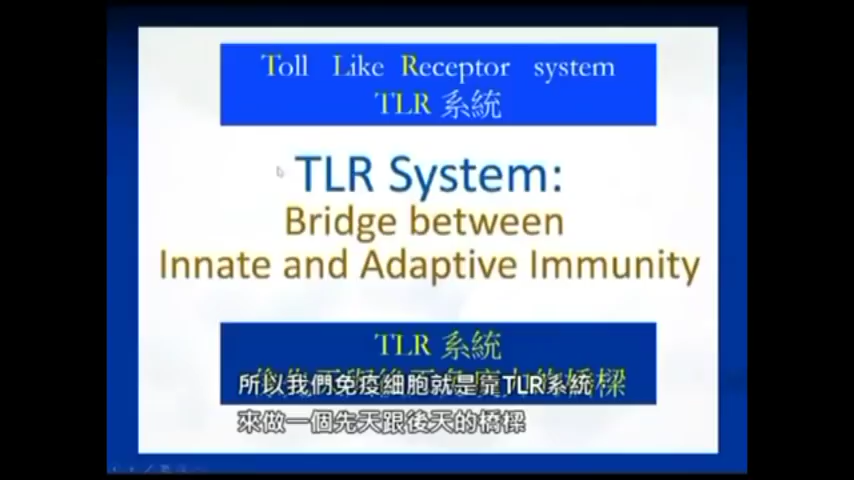 Toll Like Receptor system
TLR 系統
TLR System:
Bridge between
Innate and Adaptive Immunity
TLR 系統
橋樑
所以我們免疫細胞就是靠TLR系統
來做一個先天跟後天的橋樑